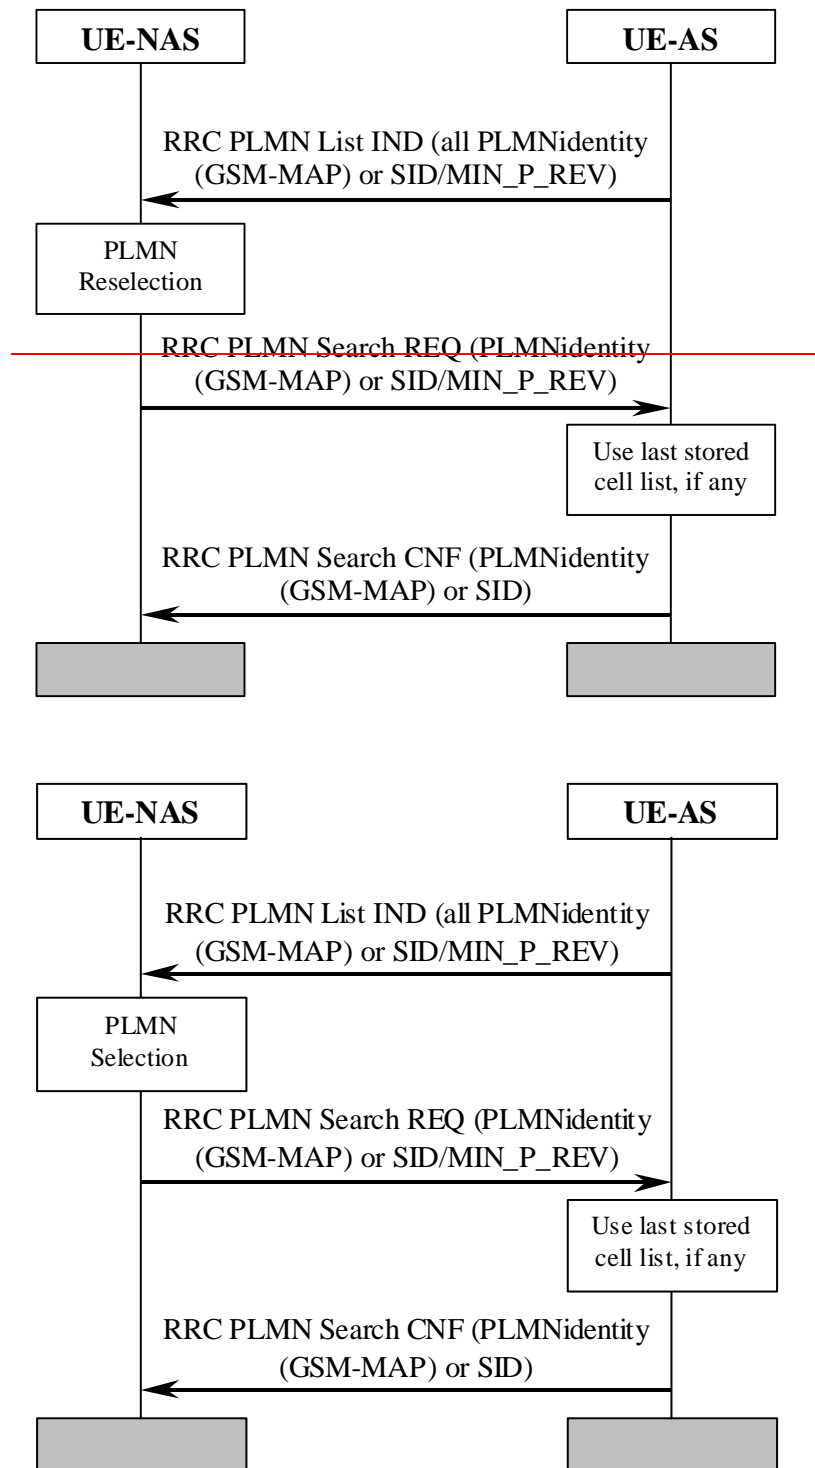 UE-NAS
UE-AS
RRC PLMN List IND (all PLMNidentity
(GSM-MAP) or SID/MIN_P_REV)
PLMN
Reselection
RRC PLMN Search REQ (PLMNidentity
(GSM-MAP) or SID/MIN_P_REV)
Use last stored
cell list, if any
RRC PLMN Search CNF (PLMNidentity
(GSM-MAP) or SID)
UE-NAS
UE-AS
RRC PLMN List IND (all PLMNidentity
(GSM-MAP) or SID/MIN_P_REV)
PLMN
Selection
RRC PLMN Search REQ (PLMNidentity
(GSM-MAP) or SID/MIN_P_REV)
Use last stored
cell list, if any
RRC PLMN Search CNF (PLMNidentity
(GSM-MAP) or SID)